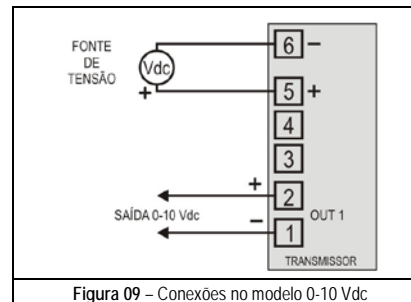 FONTE
DE
TENSÃO
Vdc
+
6 –
5 +
4
3
+
2
SAÍDA 0-10 Vdc
OUT 1
–
1
TRANSMISSOR
Figura 09 – Conexões no modelo 0-10 Vdc